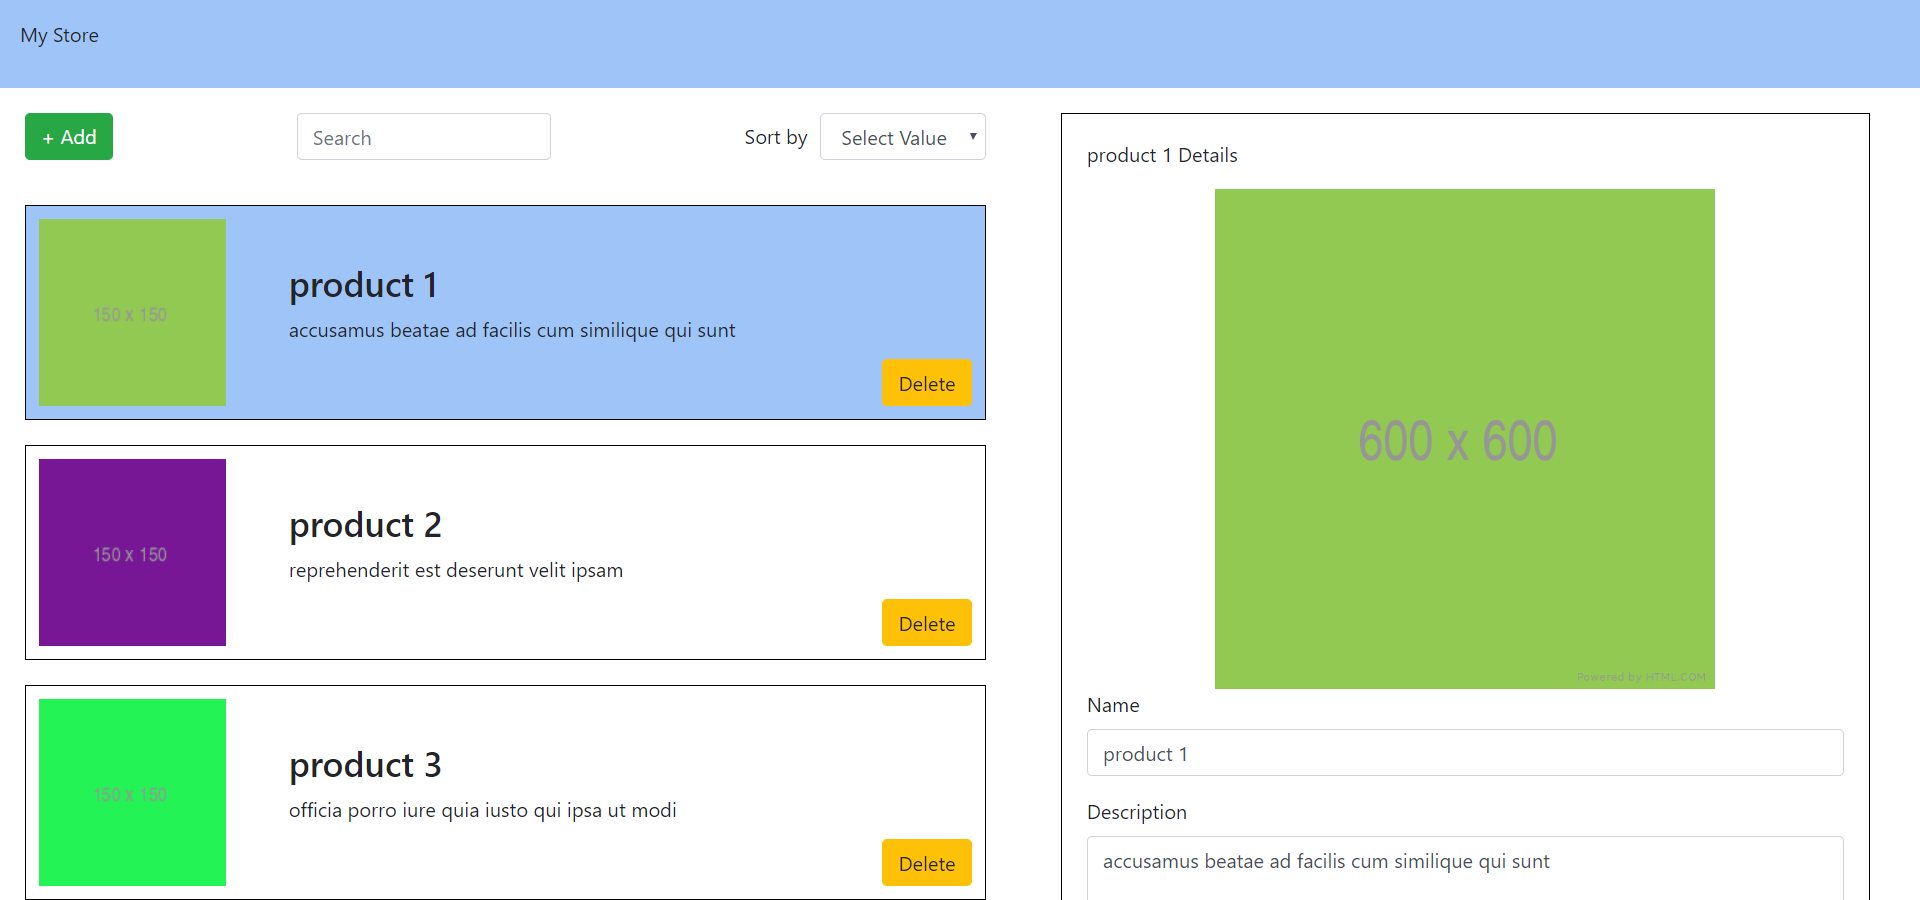 My Store
+ Add
Search
Sort by
Select Value
150 x 150
product 1
accusamus beatae ad facilis cum similique qui sunt
Delete
150 x 150
product 2
reprehenderit est deserunt velit ipsam
Delete
150 x 150
product 3
officia porro iure quia iusto qui ipsa ut modi
Delete
product 1 Details
600 x 600
Powered by HTML.COM
Name
product 1
Description
accusamus beatae ad facilis cum similique qui sunt